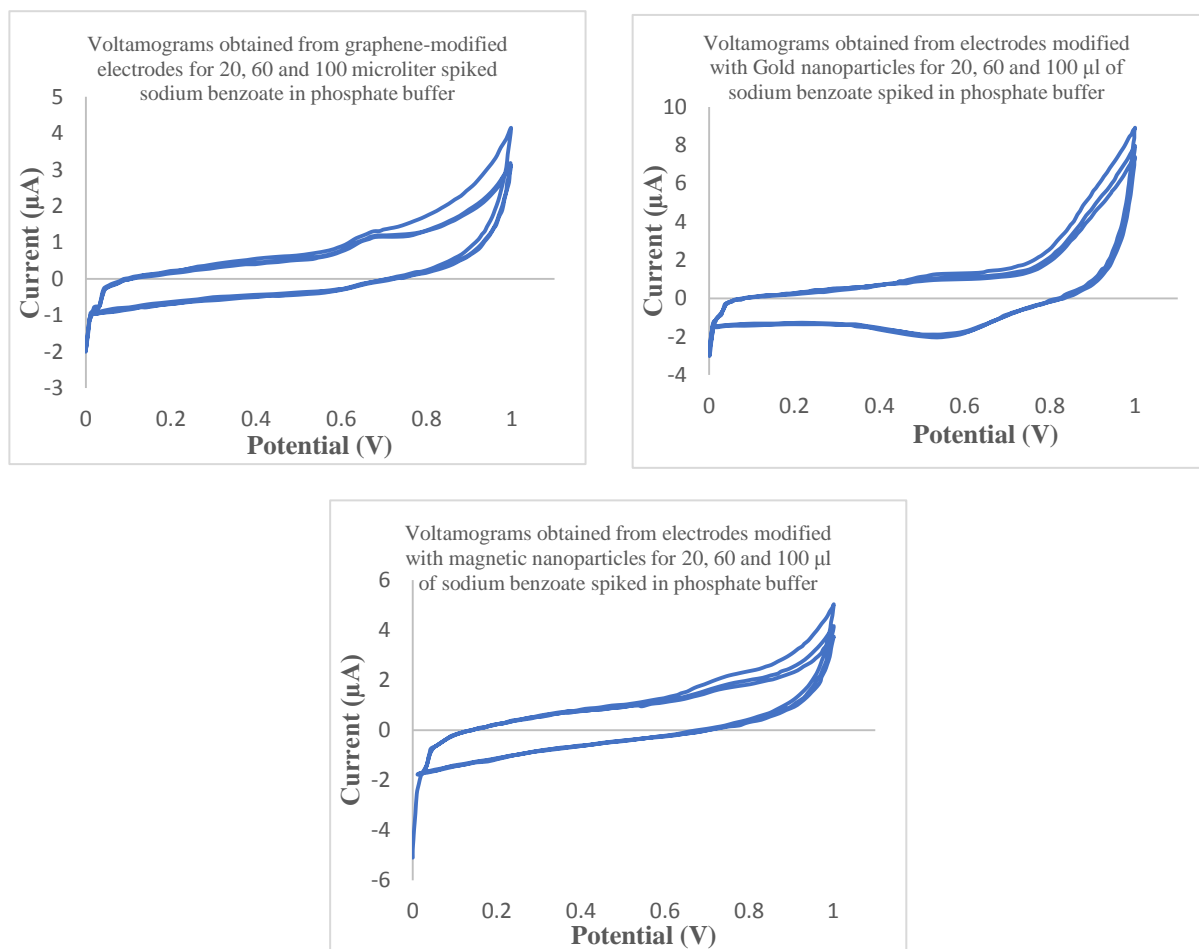 Voltamograms obtained from graphene-modified
electrodes for 20, 60 and 100 microliter spiked
sodium benzoate in phosphate buffer
5
4
3
2
1
0
-1
-2
-3
0 0.2 0.4 0.6 0.8 1
Current (µA)
Potential (V)
Voltamograms obtained from electrodes modified
with Gold nanoparticles for 20, 60 and 100 µl of
sodium benzoate spiked in phosphate buffer
10
8
6
4
2
0
-2
-4
0 0.2 0.4 0.6 0.8 1
Current (µA)
Potential (V)
Voltamograms obtained from electrodes modified
with magnetic nanoparticles for 20, 60 and 100 µl
of sodium benzoate spiked in phosphate buffer
6
4
2
0
-2
-4
-6
0 0.2 0.4 0.6 0.8 1
Current (µA)
Potential (V)